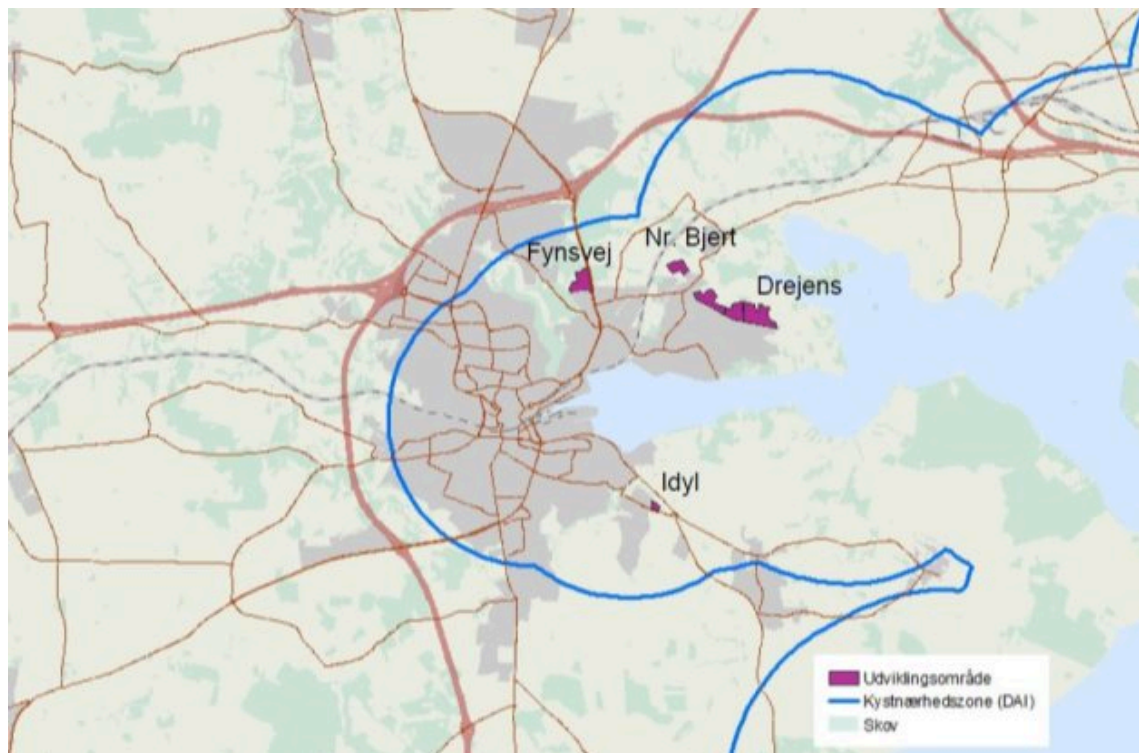 Nr. Bjert
Fynsvej
Drejens
Idyl
Udviklingsområde
Kystnærhedszone (DAI)
Skov